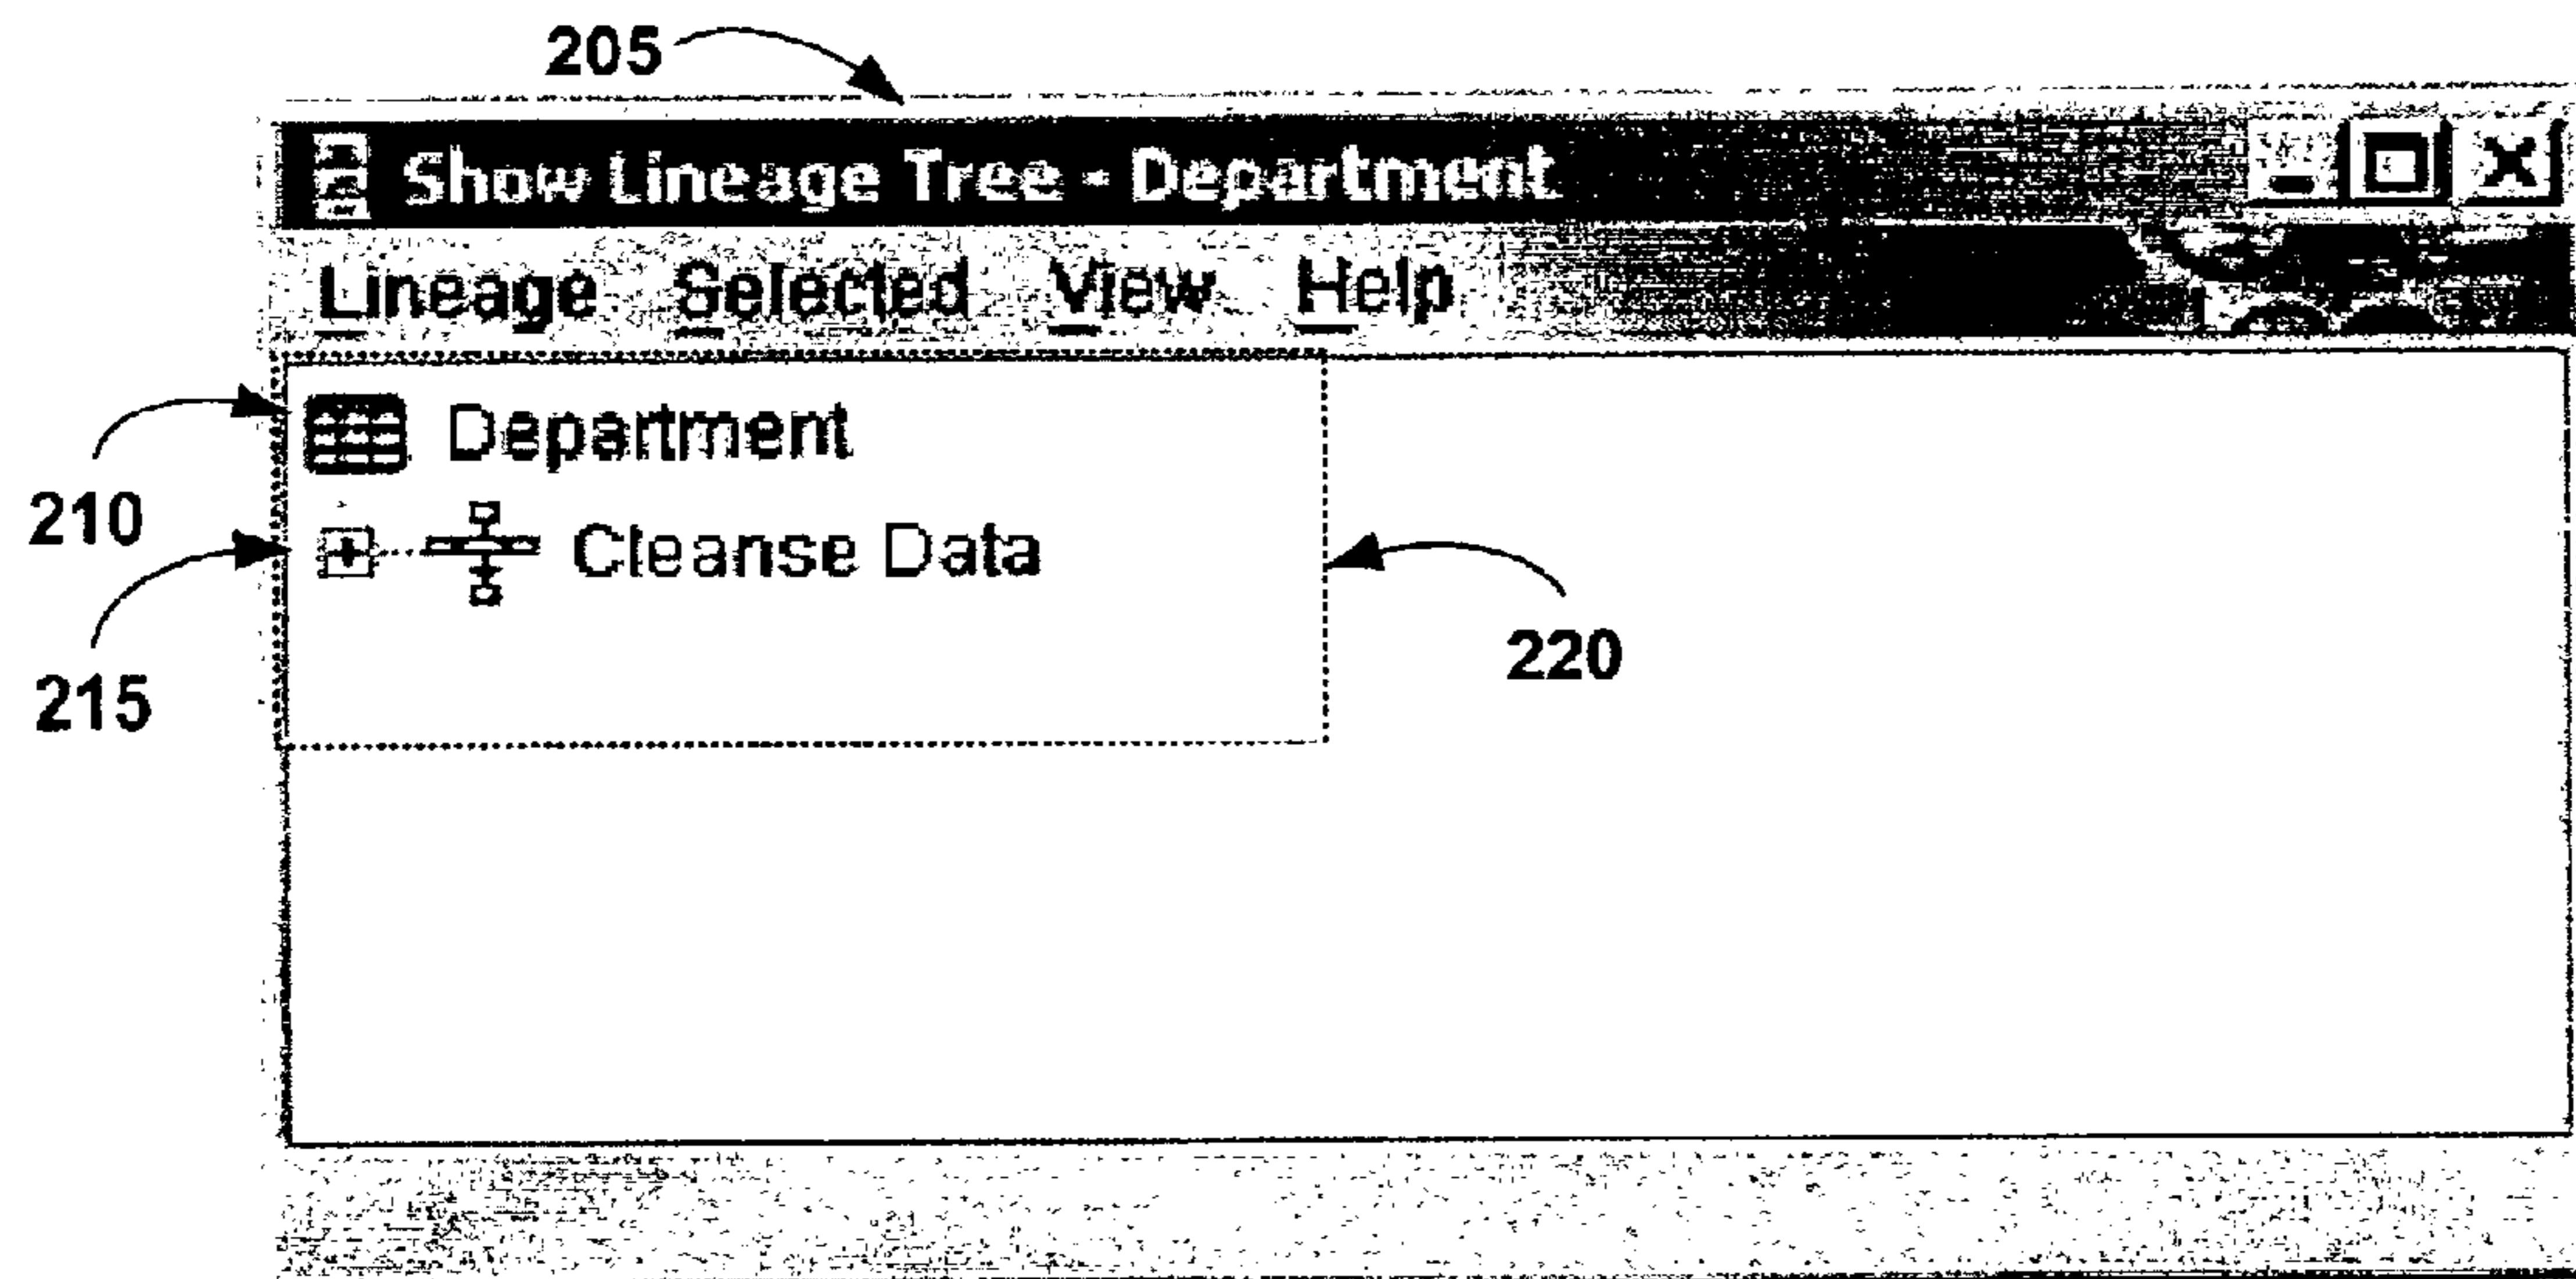 205
Show Lineage Tree - Department
Lineage Selected View Help
210
Department
215
Cleanse Data
220